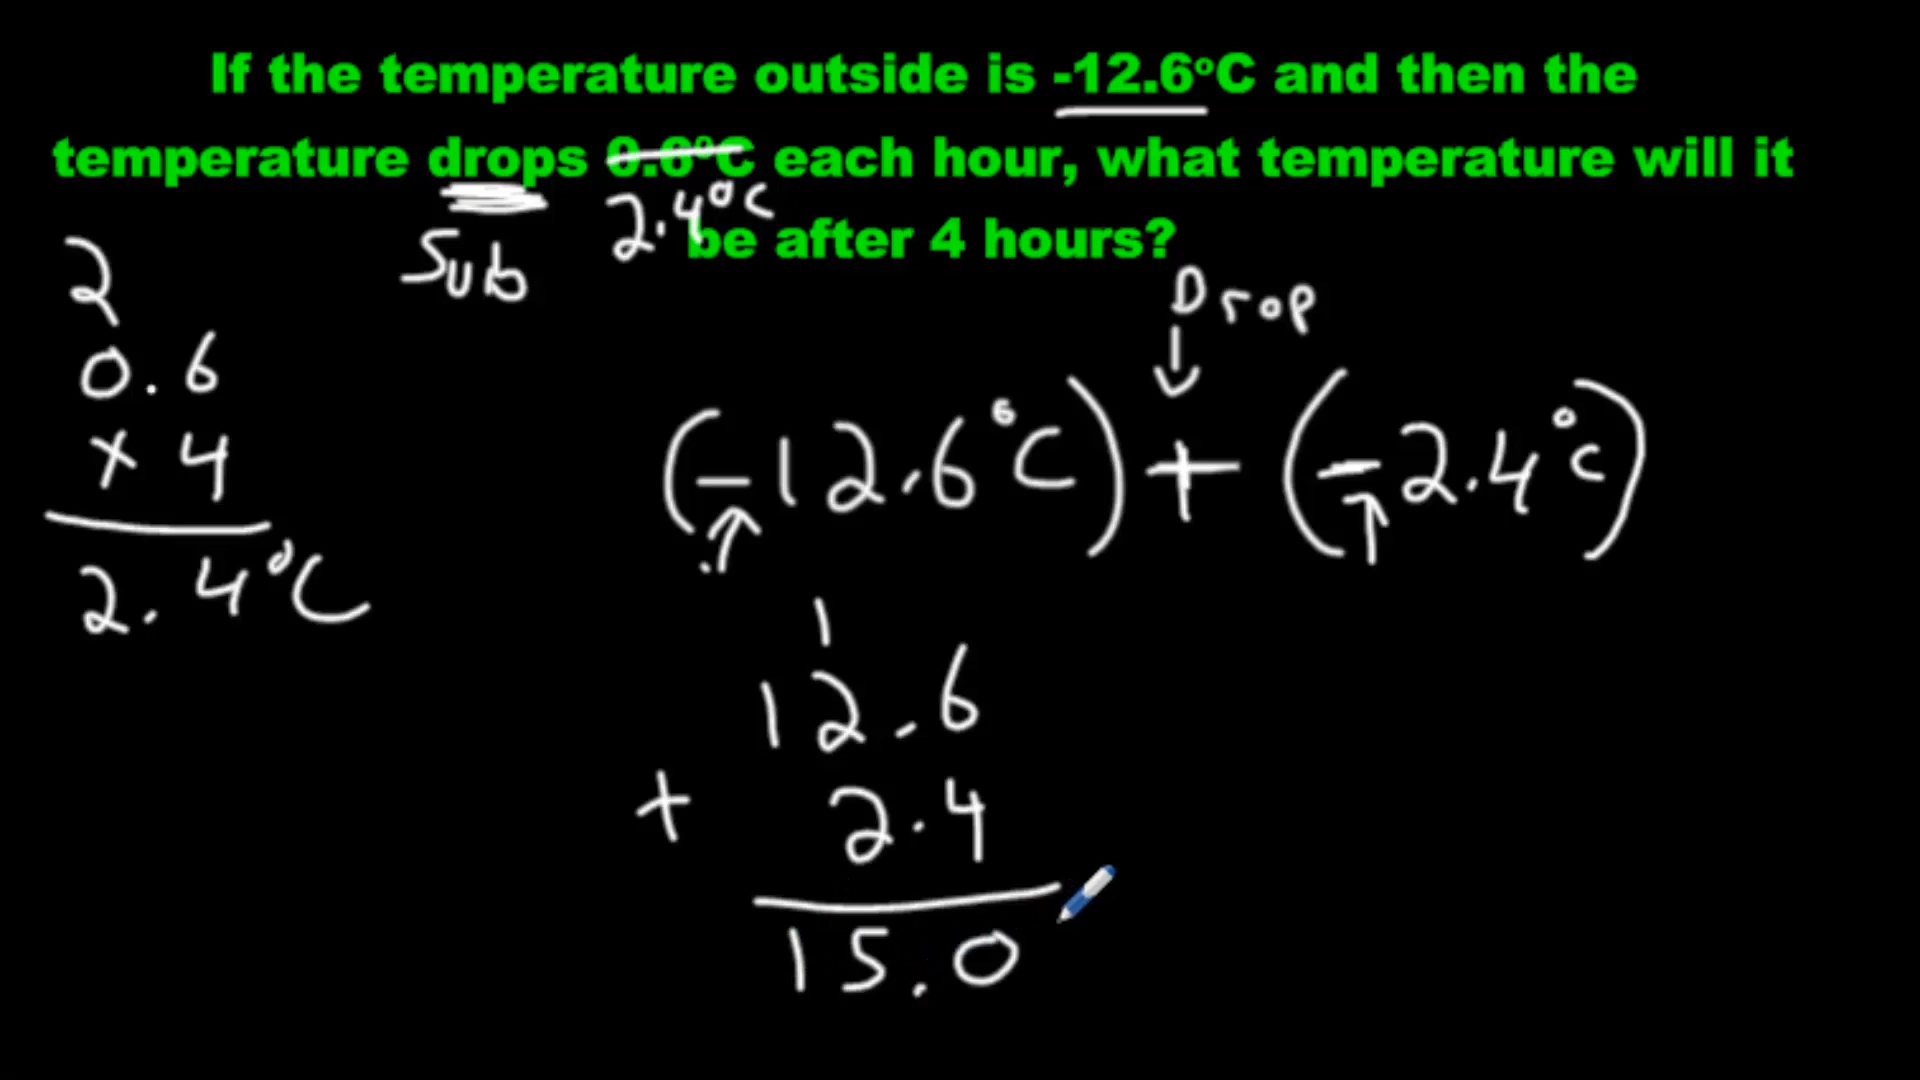 If the temperature outside is -12.6°C and then the
temperature drops 0.6°C each hour, what temperature will it
be after 4 hours?
Sub
2.4°C
2
0.6
x 4
2.4°C
Drop
↓
(-12.6°C) + (-2.4°C)
1
12.6
+ 2.4
15.0